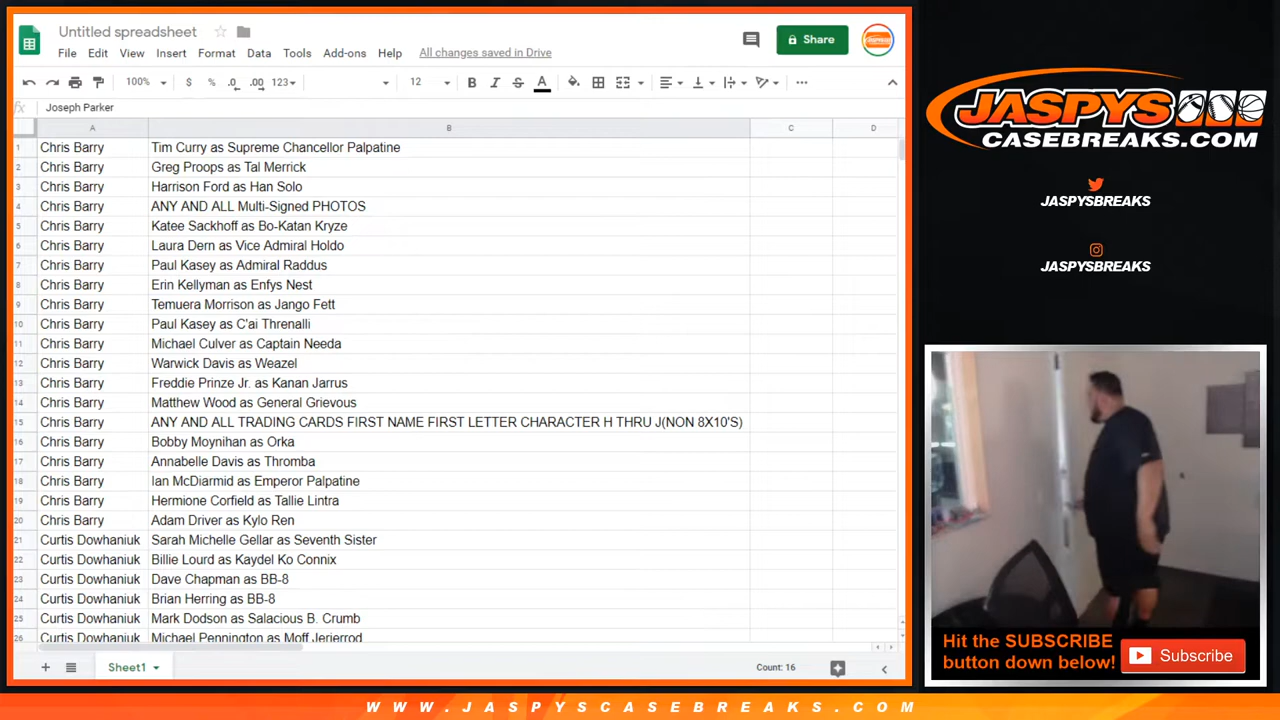 Untitled spreadsheet
File Edit View Insert Format Data Tools Add-ons Help All changes saved in Drive
Share
100% $ % .0 .00 123 12 B I S A
fx Joseph Parker
A B C D
1 Chris Barry Tim Curry as Supreme Chancellor Palpatine
2 Chris Barry Greg Proops as Tal Merrick
3 Chris Barry Harrison Ford as Han Solo
4 Chris Barry ANY AND ALL Multi-Signed PHOTOS
5 Chris Barry Katee Sackhoff as Bo-Katan Kryze
6 Chris Barry Laura Dern as Vice Admiral Holdo
7 Chris Barry Paul Kasey as Admiral Raddus
8 Chris Barry Erin Kellyman as Enfys Nest
9 Chris Barry Temuera Morrison as Jango Fett
10 Chris Barry Paul Kasey as C'ai Threnalli
11 Chris Barry Michael Culver as Captain Needa
12 Chris Barry Warwick Davis as Weazel
13 Chris Barry Freddie Prinze Jr. as Kanan Jarrus
14 Chris Barry Matthew Wood as General Grievous
15 Chris Barry ANY AND ALL TRADING CARDS FIRST NAME FIRST LETTER CHARACTER H THRU J(NON 8X10'S)
16 Chris Barry Bobby Moynihan as Orka
17 Chris Barry Annabelle Davis as Thromba
18 Chris Barry Ian McDiarmid as Emperor Palpatine
19 Chris Barry Hermione Corfield as Tallie Lintra
20 Chris Barry Adam Driver as Kylo Ren
21 Curtis Dowhaniuk Sarah Michelle Gellar as Seventh Sister
22 Curtis Dowhaniuk Billie Lourd as Kaydel Ko Connix
23 Curtis Dowhaniuk Dave Chapman as BB-8
24 Curtis Dowhaniuk Brian Herring as BB-8
25 Curtis Dowhaniuk Mark Dodson as Salacious B. Crumb
26 Curtis Dowhaniuk Michael Pennington as Moff Jerjerrod
Sheet1 Count: 16
JASPYS
CASEBREAKS.COM
JASPYSBREAKS
JASPYSBREAKS
Hit the SUBSCRIBE
button down below!
Subscribe
WWW.JASPYSCASEBREAKS.COM